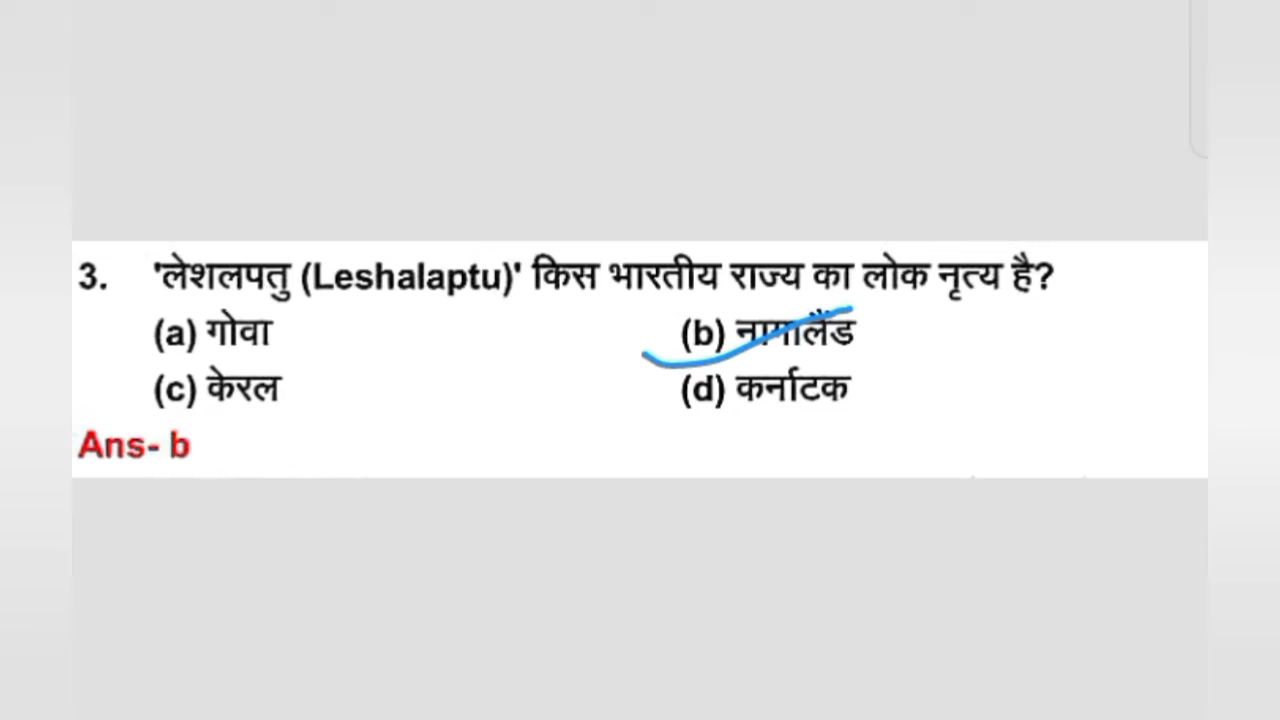 3. 'लेशलपतु (Leshalaptu)' किस भारतीय राज्य का लोक नृत्य है?
(a) गोवा (b) नागालैंड
(c) केरल (d) कर्नाटक
Ans- b